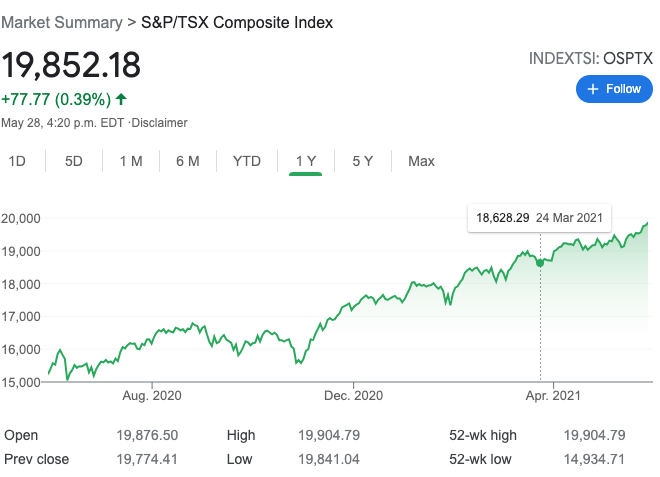 Market Summary > S&P/TSX Composite Index
19,852.18
INDEXTSI: OSPTX
+77.77 (0.39%)
+ Follow
May 28, 4:20 p.m. EDT ·Disclaimer
1D 5D 1 M 6 M YTD 1 Y 5 Y Max
18,628.29 24 Mar 2021
20,000
19,000
18,000
17,000
16,000
15,000
Aug. 2020 Dec. 2020 Apr. 2021
Open 19,876.50 High 19,904.79 52-wk high 19,904.79
Prev close 19,774.41 Low 19,841.04 52-wk low 14,934.71